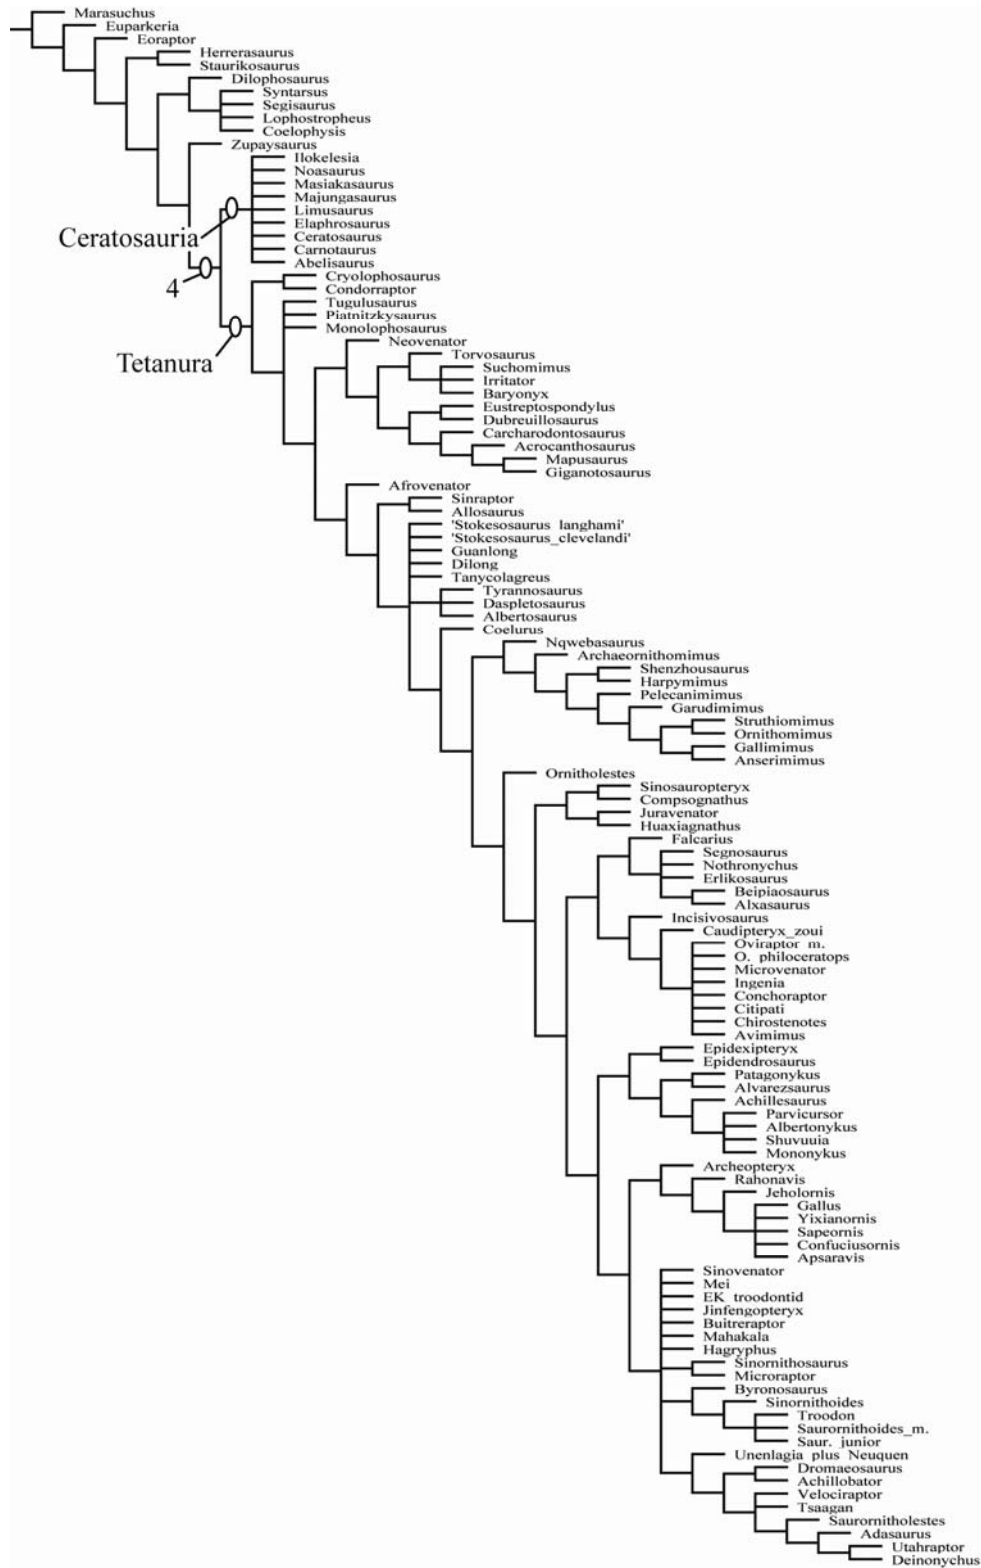 Marasuchus
Euparkeria
Eoraptor
Herrerasaurus
Staurikosaurus
Dilophosaurus
Syntarsus
Segisaurus
Lophostropheus
Coelophysis
Zupaysaurus
Ilokelesia
Noasaurus
Masiakasaurus
Majungasaurus
Limusaurus
Elaphrosaurus
Ceratosauria
Ceratosaurus
Carnotaurus
Abelisaurus
Cryolophosaurus
4
Condorraptor
Tugulusaurus
Piatnitzkysaurus
Monolophosaurus
Neovenator
Torvosaurus
Tetanura
Suchomimus
Irritator
Baryonyx
Eustreptospondylus
Dubreuillosaurus
Carcharodontosaurus
Acrocanthosaurus
Mapusaurus
Giganotosaurus
Afrovenator
Sinraptor
Allosaurus
'Stokesosaurus langhami'
'Stokesosaurus_clevelandi'
Guanlong
Dilong
Tanycolagreus
Tyrannosaurus
Daspletosaurus
Albertosaurus
Coelurus
Nqwebasaurus
Archaeornithomimus
Shenzhousaurus
Harpymimus
Pelecanimimus
Garudimimus
Struthiomimus
Ornithomimus
Gallimimus
Anserimimus
Ornitholestes
Sinosauropteryx
Compsognathus
Juravenator
Huaxiagnathus
Falcarius
Segnosaurus
Nothronychus
Erlikosaurus
Beipiaosaurus
Alxasaurus
Incisivosaurus
Caudipteryx_zoui
Oviraptor m.
O. philoceratops
Microvenator
Ingenia
Conchoraptor
Citipati
Chirostenotes
Avimimus
Epidexipteryx
Epidendrosaurus
Patagonykus
Alvarezsaurus
Achillesaurus
Parvicursor
Albertonykus
Shuvuuia
Mononykus
Archeopteryx
Rahonavis
Jeholornis
Gallus
Yixianornis
Sapeornis
Confuciusornis
Apsaravis
Sinovenator
Mei
EK troodontid
Jinfengopteryx
Buitreraptor
Mahakala
Hagryphus
Sinornithosaurus
Microraptor
Byronosaurus
Sinornithoides
Troodon
Saurornithoides_m.
Saur. junior
Unenlagia plus Neuquen
Dromaeosaurus
Achillobator
Velociraptor
Tsaagan
Saurornitholestes
Adasaurus
Utahraptor
Deinonychus